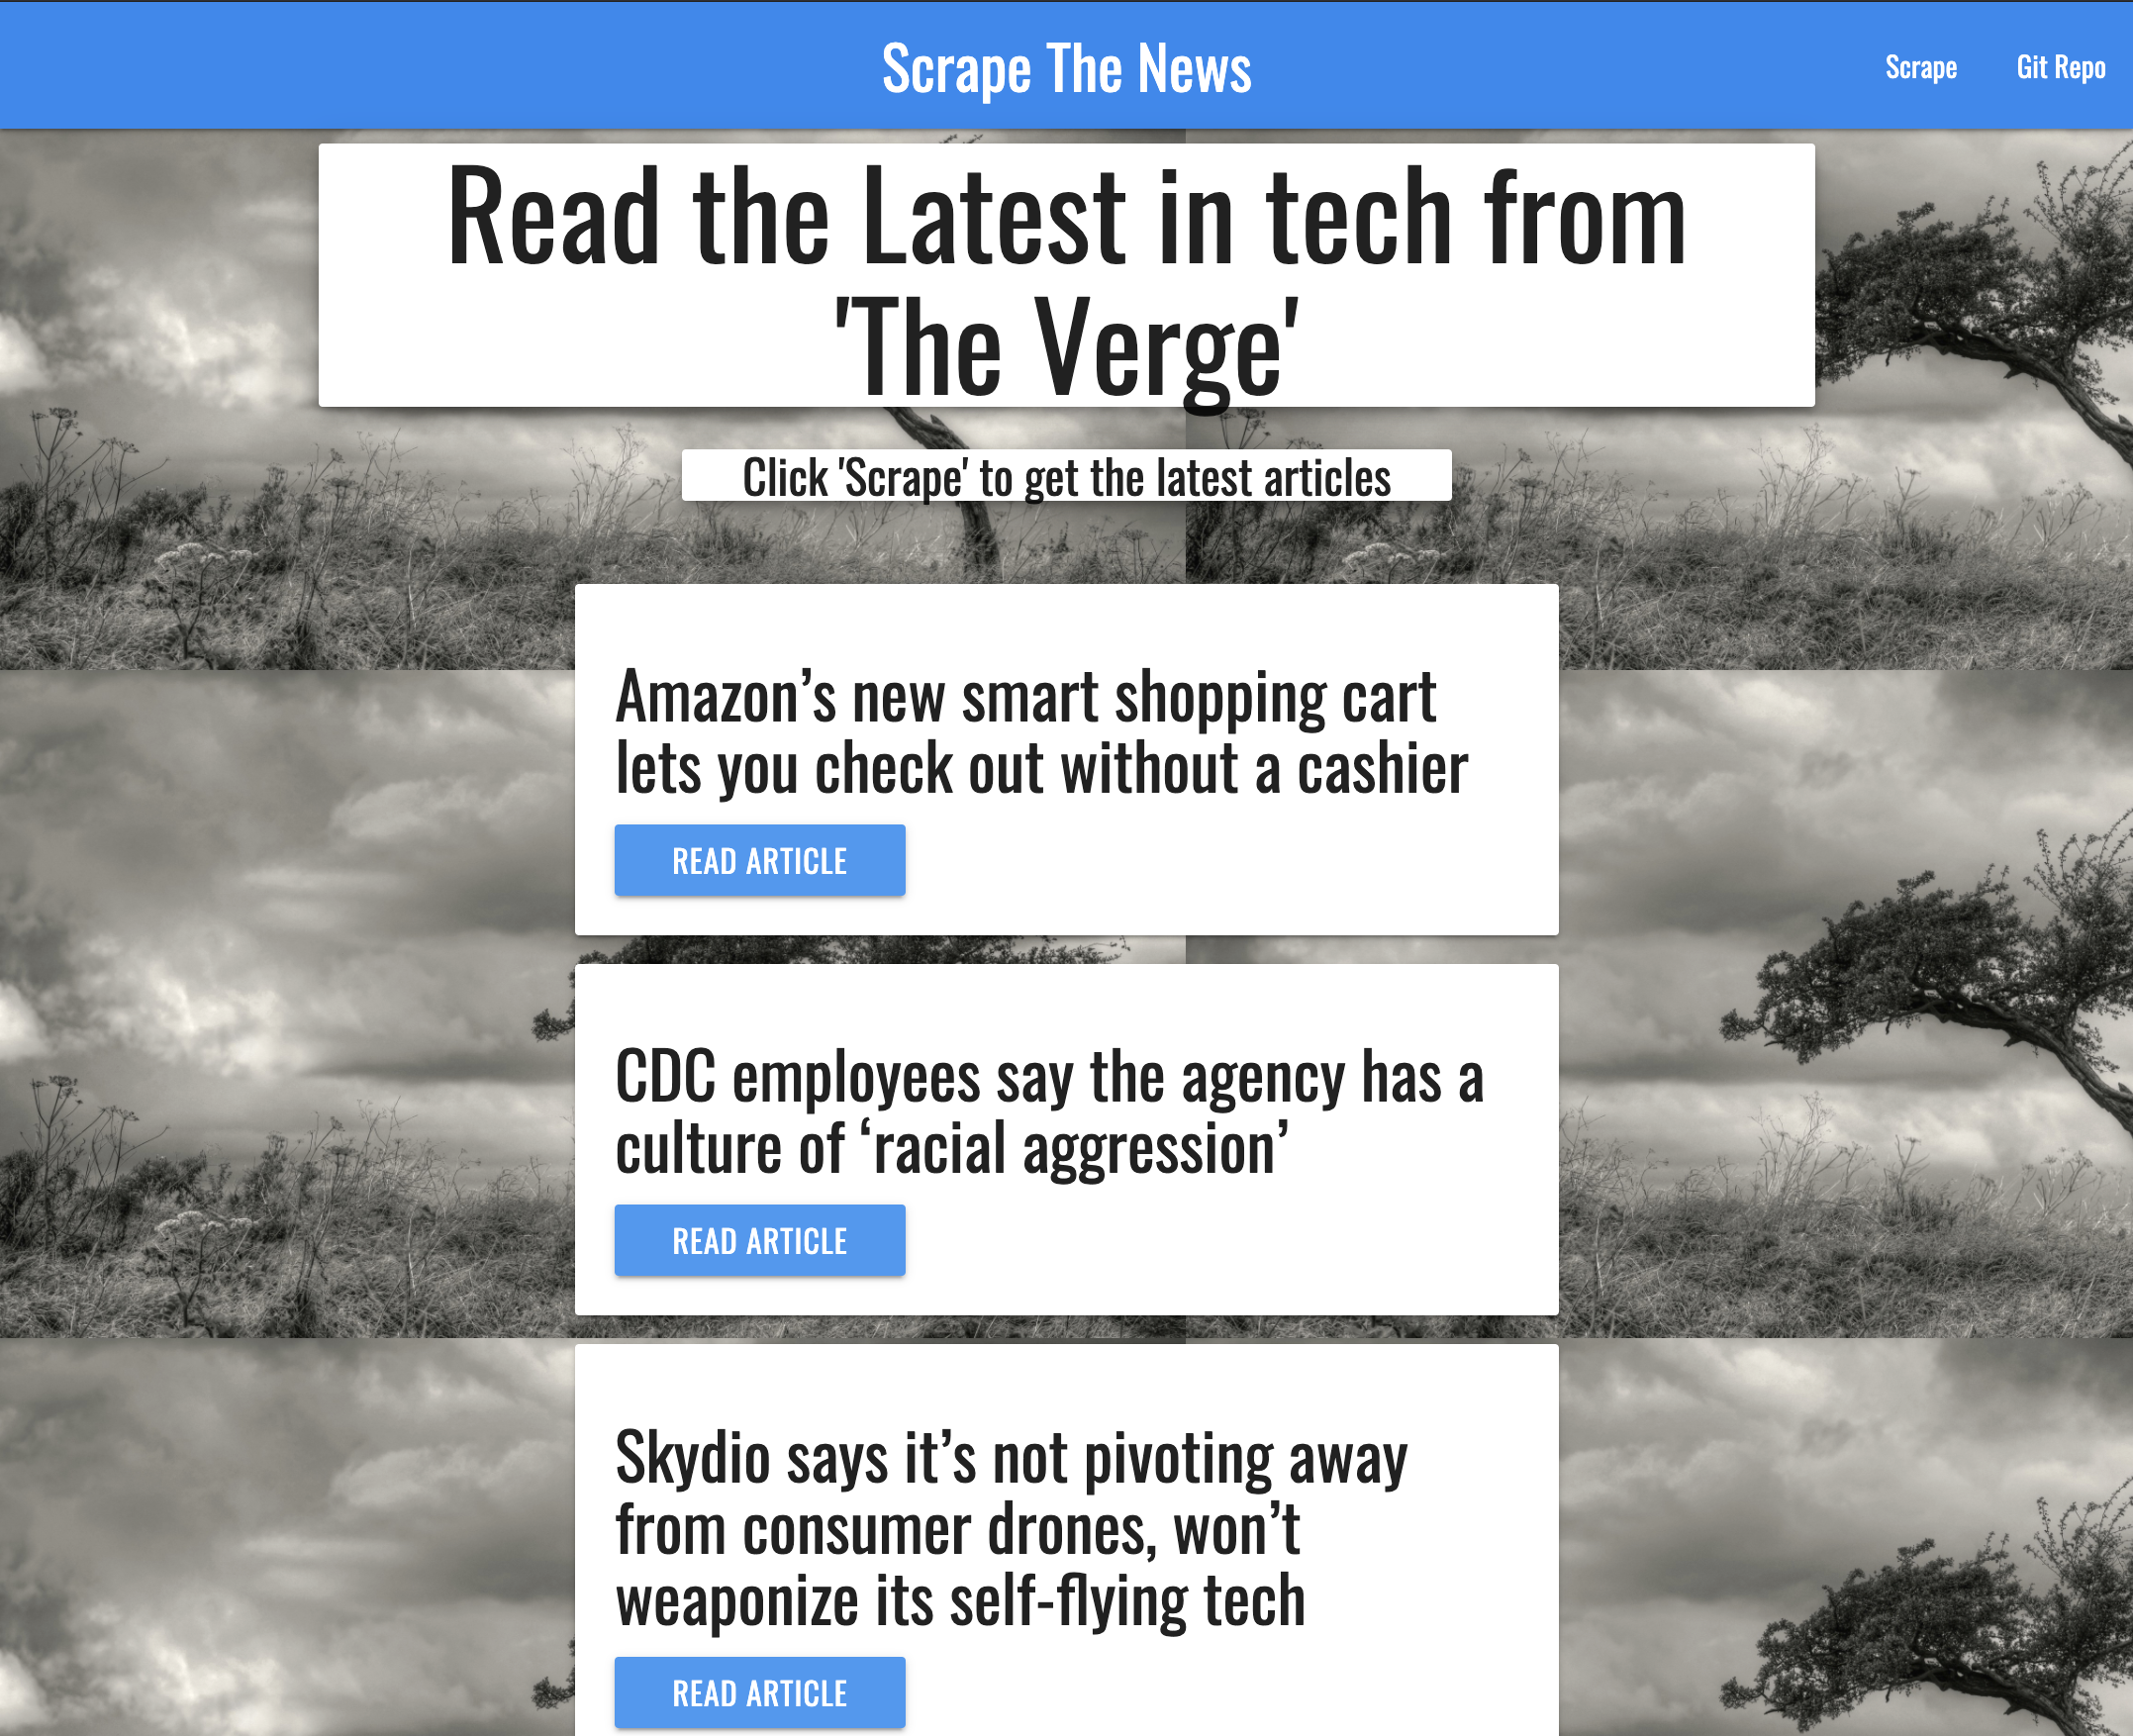 Scrape The News
Scrape
Git Repo
Read the Latest in tech from
'The Verge'
Click 'Scrape' to get the latest articles
Amazon’s new smart shopping cart
lets you check out without a cashier
READ ARTICLE
CDC employees say the agency has a
culture of ‘racial aggression’
READ ARTICLE
Skydio says it’s not pivoting away
from consumer drones, won’t
weaponize its self-flying tech
READ ARTICLE